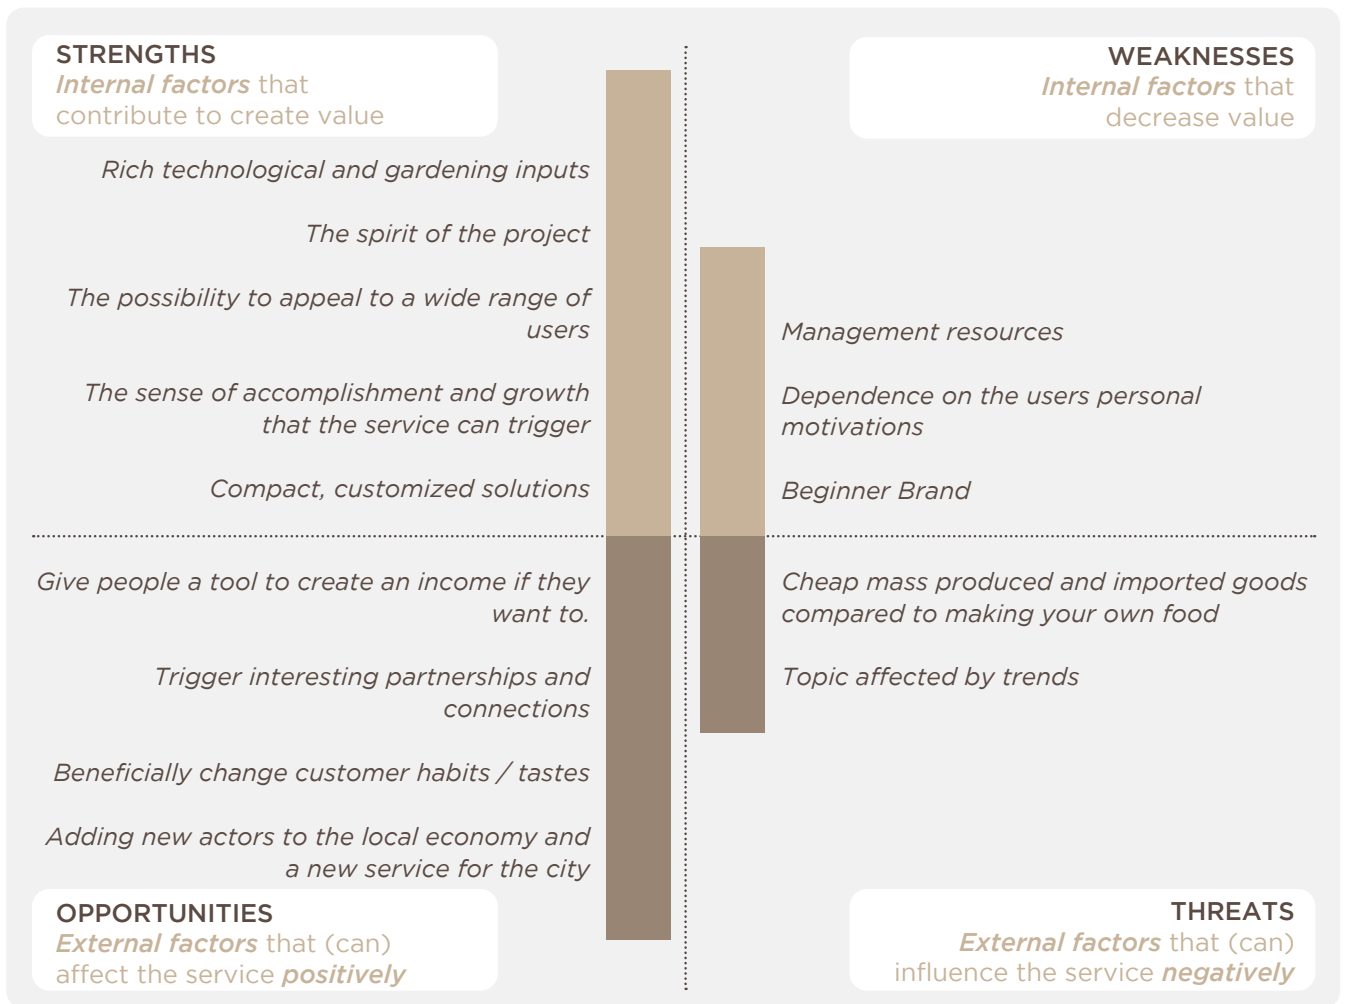 STRENGTHS
Internal factors that
contribute to create value
Rich technological and gardening inputs
The spirit of the project
The possibility to appeal to a wide range of
users
The sense of accomplishment and growth
that the service can trigger
Compact, customized solutions
WEAKNESSES
Internal factors that
decrease value
Management resources
Dependence on the users personal
motivations
Beginner Brand
Give people a tool to create an income if they
want to.
Trigger interesting partnerships and
connections
Beneficially change customer habits / tastes
Adding new actors to the local economy and
a new service for the city
OPPORTUNITIES
External factors that (can)
affect the service positively
Cheap mass produced and imported goods
compared to making your own food
Topic affected by trends
THREATS
External factors that (can)
influence the service negatively